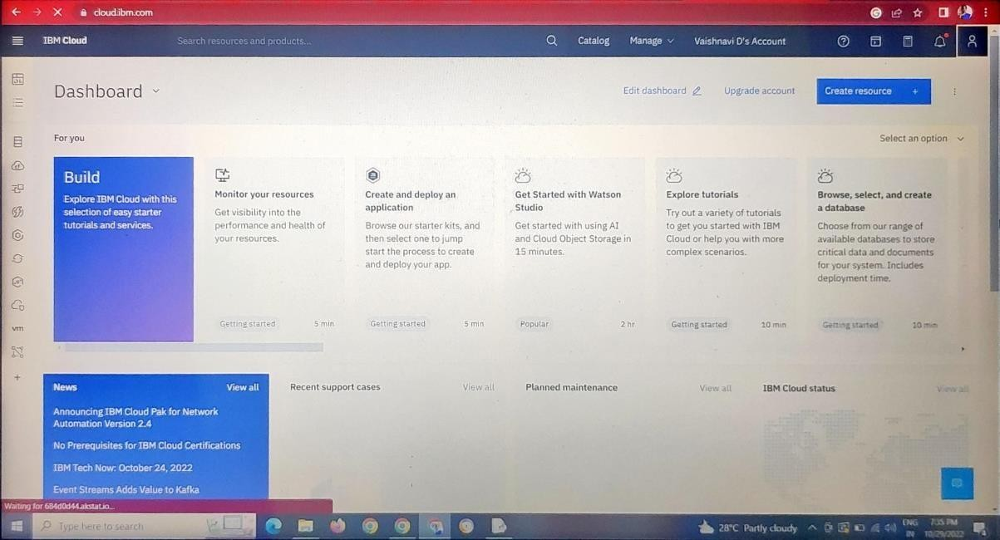 cloud.ibm.com
IBM Cloud
Search resources and products...
Catalog
Manage
Vaishnavi D's Account
Dashboard
Edit dashboard
Upgrade account
Create resource +
For you
Select an option
Build
Explore IBM Cloud with this
selection of easy starter
tutorials and services.
Monitor your resources
Get visibility into the
performance and health of
your resources.
Getting started
5 min
Create and deploy an
application
Browse our starter kits, and
then select one to jump
start the process to create
and deploy your app.
Getting started
5 min
Get Started with Watson
Studio
Get started with using AI
and Cloud Object Storage in
15 minutes.
Popular
2 hr
Explore tutorials
Try out a variety of tutorials
to get you started with IBM
Cloud or help you with more
complex scenarios.
Getting started
10 min
Browse, select, and create
a database
Choose from our range of
available databases to store
critical data and documents
for your system. Includes
deployment time.
Getting started
10 min
vm
News
View all
Announcing IBM Cloud Pak for Network
Automation Version 2.4
No Prerequisites for IBM Cloud Certifications
IBM Tech Now: October 24, 2022
Event Streams Adds Value to Kafka
Recent support cases
View all
Planned maintenance
View all
IBM Cloud status
View all
Waiting for 684d0d44.akstat.io...
Type here to search
28°C Partly cloudy
ENG
IN
7:35 PM
10/29/2022